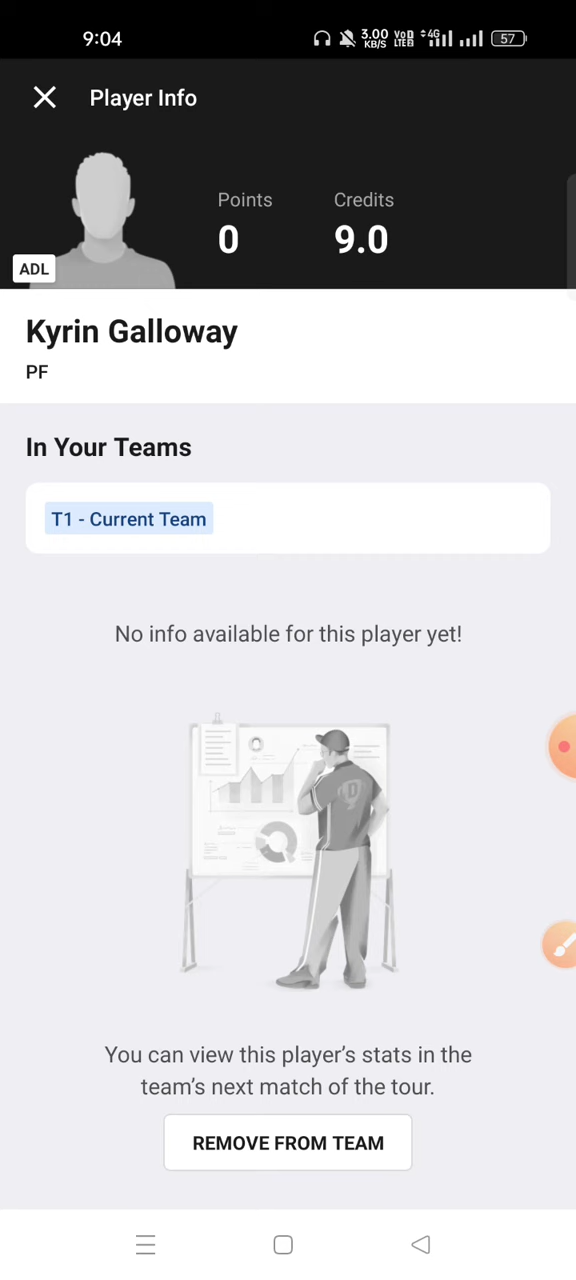 9:04
3.00 KB/S
VoD LTE2
4G
57
Player Info
Points
Credits
0
9.0
ADL
Kyrin Galloway
PF
In Your Teams
T1 - Current Team
No info available for this player yet!
D
You can view this player's stats in the
team's next match of the tour.
REMOVE FROM TEAM